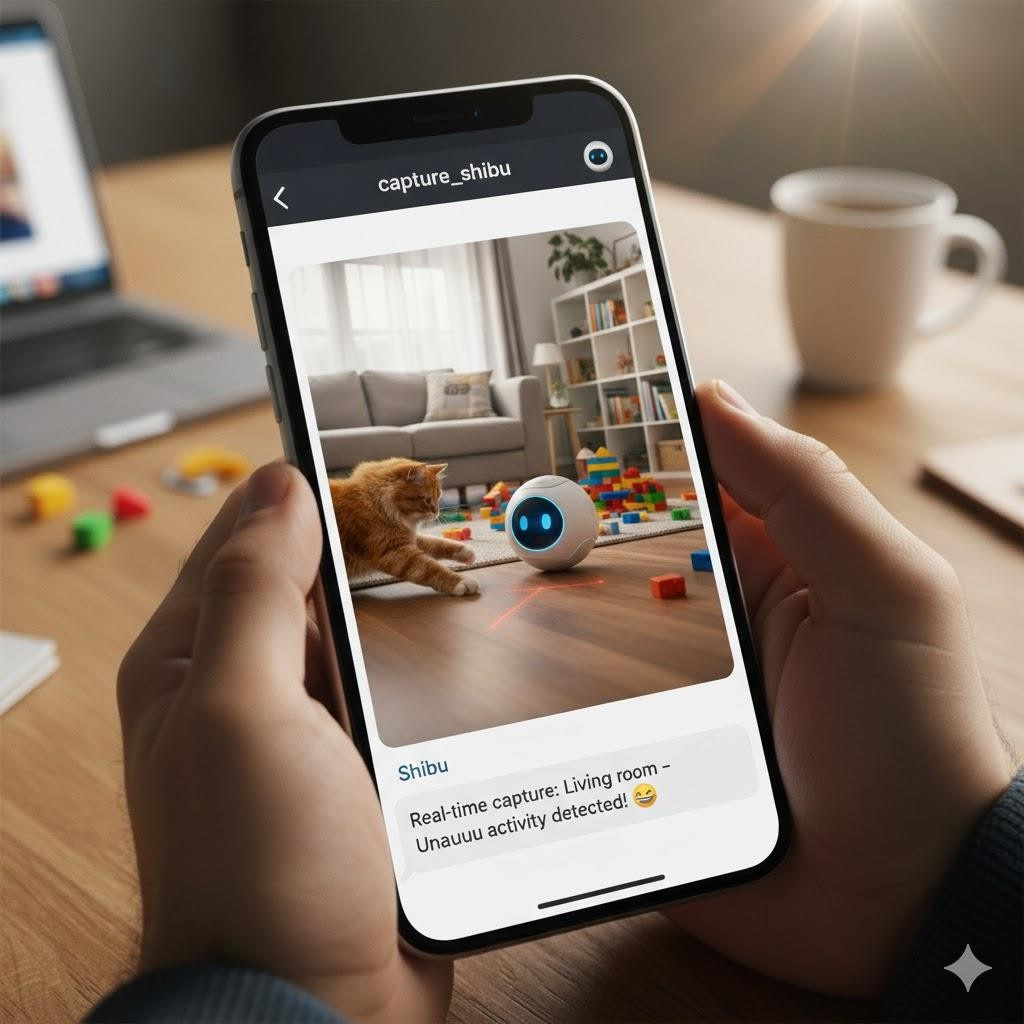 capture_shibu
Shibu
Real-time capture: Living room –
Unauuu activity detected! 😄